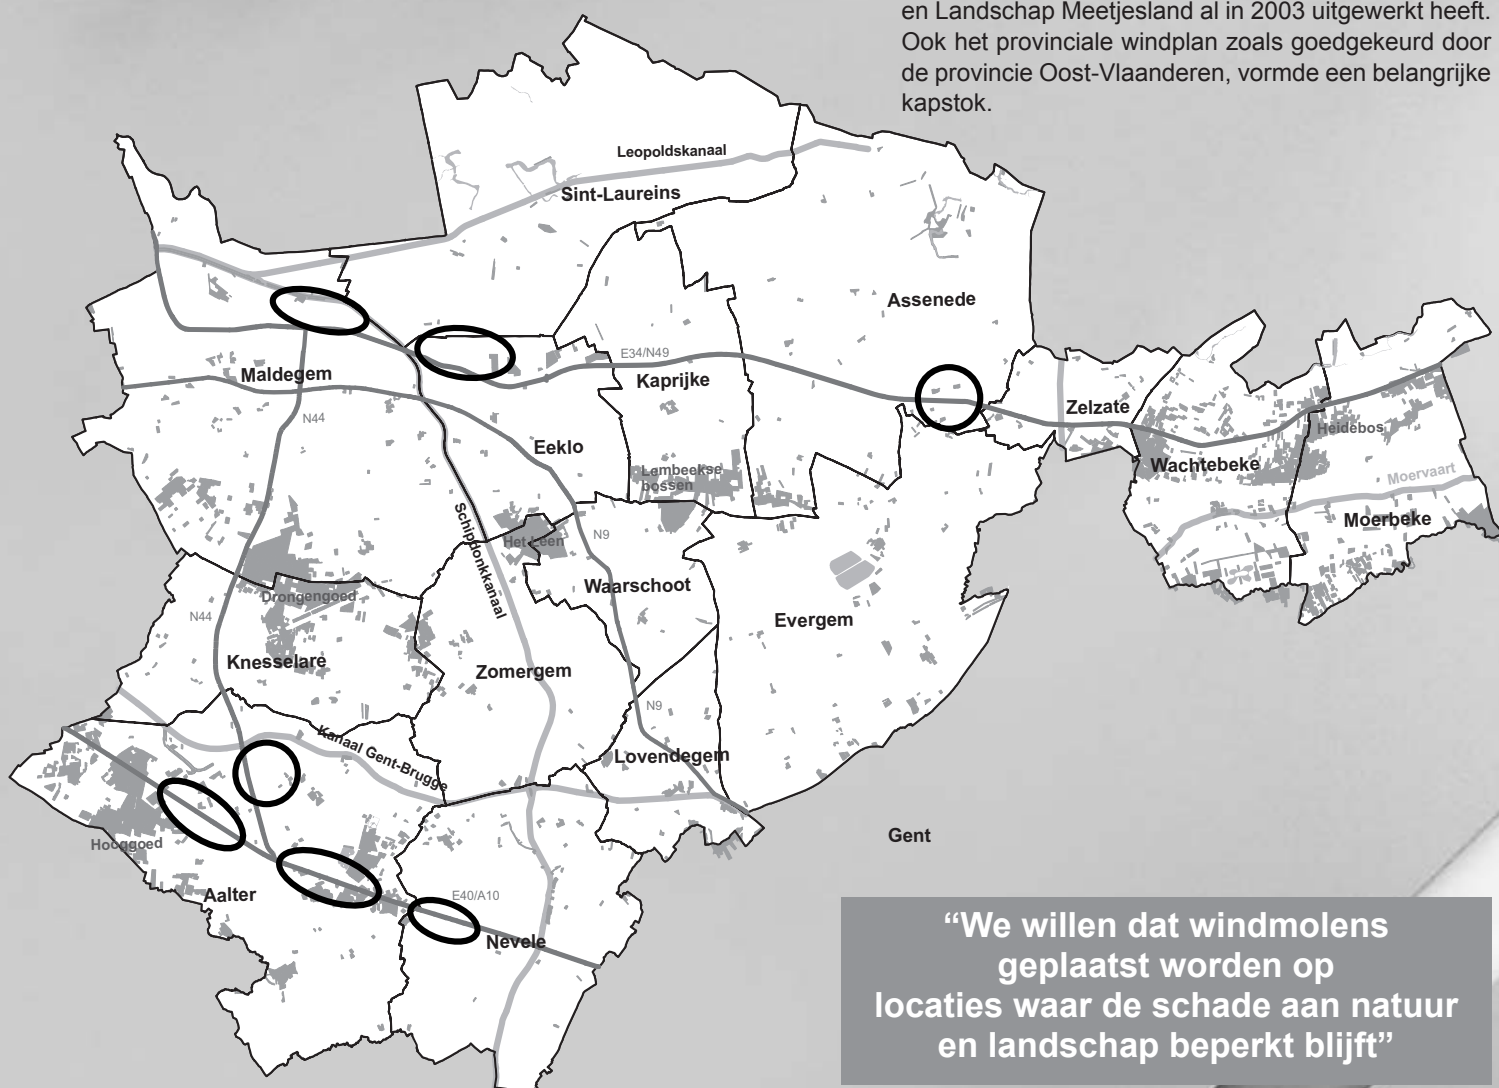 en Landschap Meetjesland al in 2003 uitgewerkt heeft.
Ook het provinciale windplan zoals goedgekeurd door
de provincie Oost-Vlaanderen, vormde een belangrijke
kapstok.
Leopoldskanaal
Sint-Laureins
Assenede
E34/N49
Maldegem
Kaprijke
Zelzate
N44
Heidebos
Eeklo
Wachtebeke
Lembeekse
bossen
Moervaart
Moerbeke
Schipdonkkanaal
Het Leen
N9
Waarschoot
Drongengoed
N44
Evergem
Knesselare
Zomergem
N9
Kanaal Gent-Brugge
Lovendegem
Hooggoed
Gent
Aalter
E40/A10
Nevele
“We willen dat windmolens
geplaatst worden op
locaties waar de schade aan natuur
en landschap beperkt blijft”